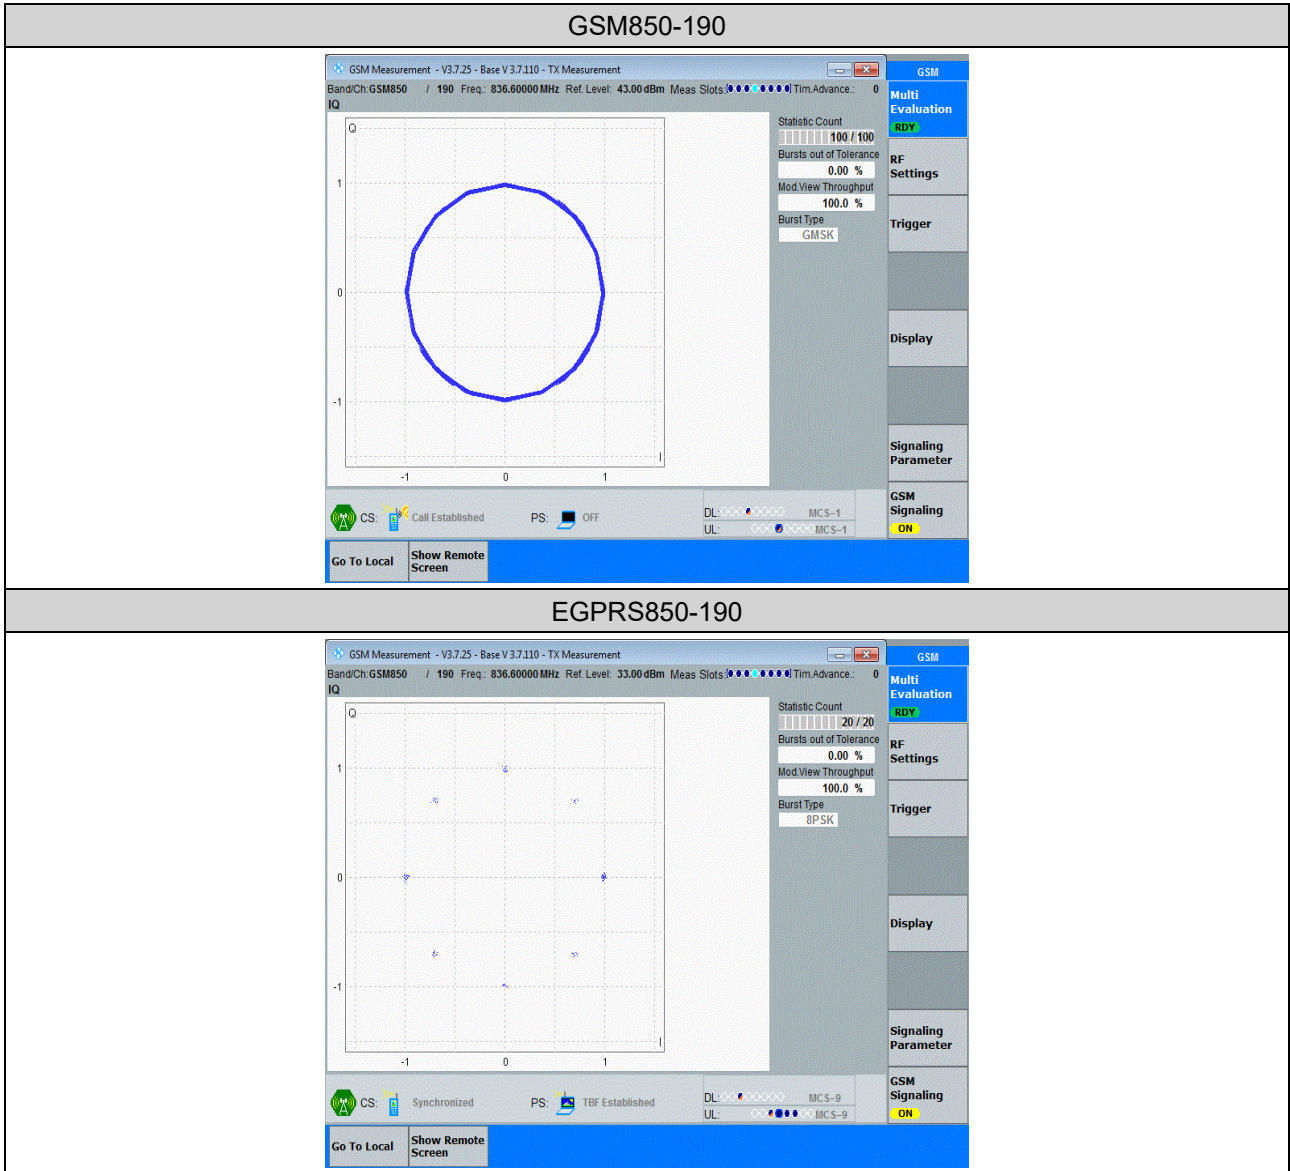 GSM850-190
GSM Measurement - V3.7.25 - Base V 3.7.110 - TX Measurement
GSM
Band/Ch:GSM850 / 190 Freq.: 836.60000 MHz Ref. Level: 43.00 dBm Meas Slots: Tim.Advance.: 0
IQ
Multi
Evaluation
RDY
Q
Statistic Count
100 / 100
Bursts out of Tolerance
0.00 %
Mod.View Throughput
100.0 %
Burst Type
GMSK
RF
Settings
Trigger
1
0
-1
I
-1 0 1
Display
Signaling
Parameter
GSM
Signaling
ON
CS: Call Established PS: OFF
DL: MCS-1
UL: MCS-1
Go To Local
Show Remote
Screen
EGPRS850-190
GSM Measurement - V3.7.25 - Base V 3.7.110 - TX Measurement
GSM
Band/Ch:GSM850 / 190 Freq.: 836.60000 MHz Ref. Level: 33.00 dBm Meas Slots: Tim.Advance.: 0
IQ
Multi
Evaluation
RDY
Q
Statistic Count
20 / 20
Bursts out of Tolerance
0.00 %
Mod.View Throughput
100.0 %
Burst Type
8PSK
RF
Settings
Trigger
1
0
-1
I
-1 0 1
Display
Signaling
Parameter
GSM
Signaling
ON
CS: Synchronized PS: TBF Established
DL: MCS-9
UL: MCS-9
Go To Local
Show Remote
Screen